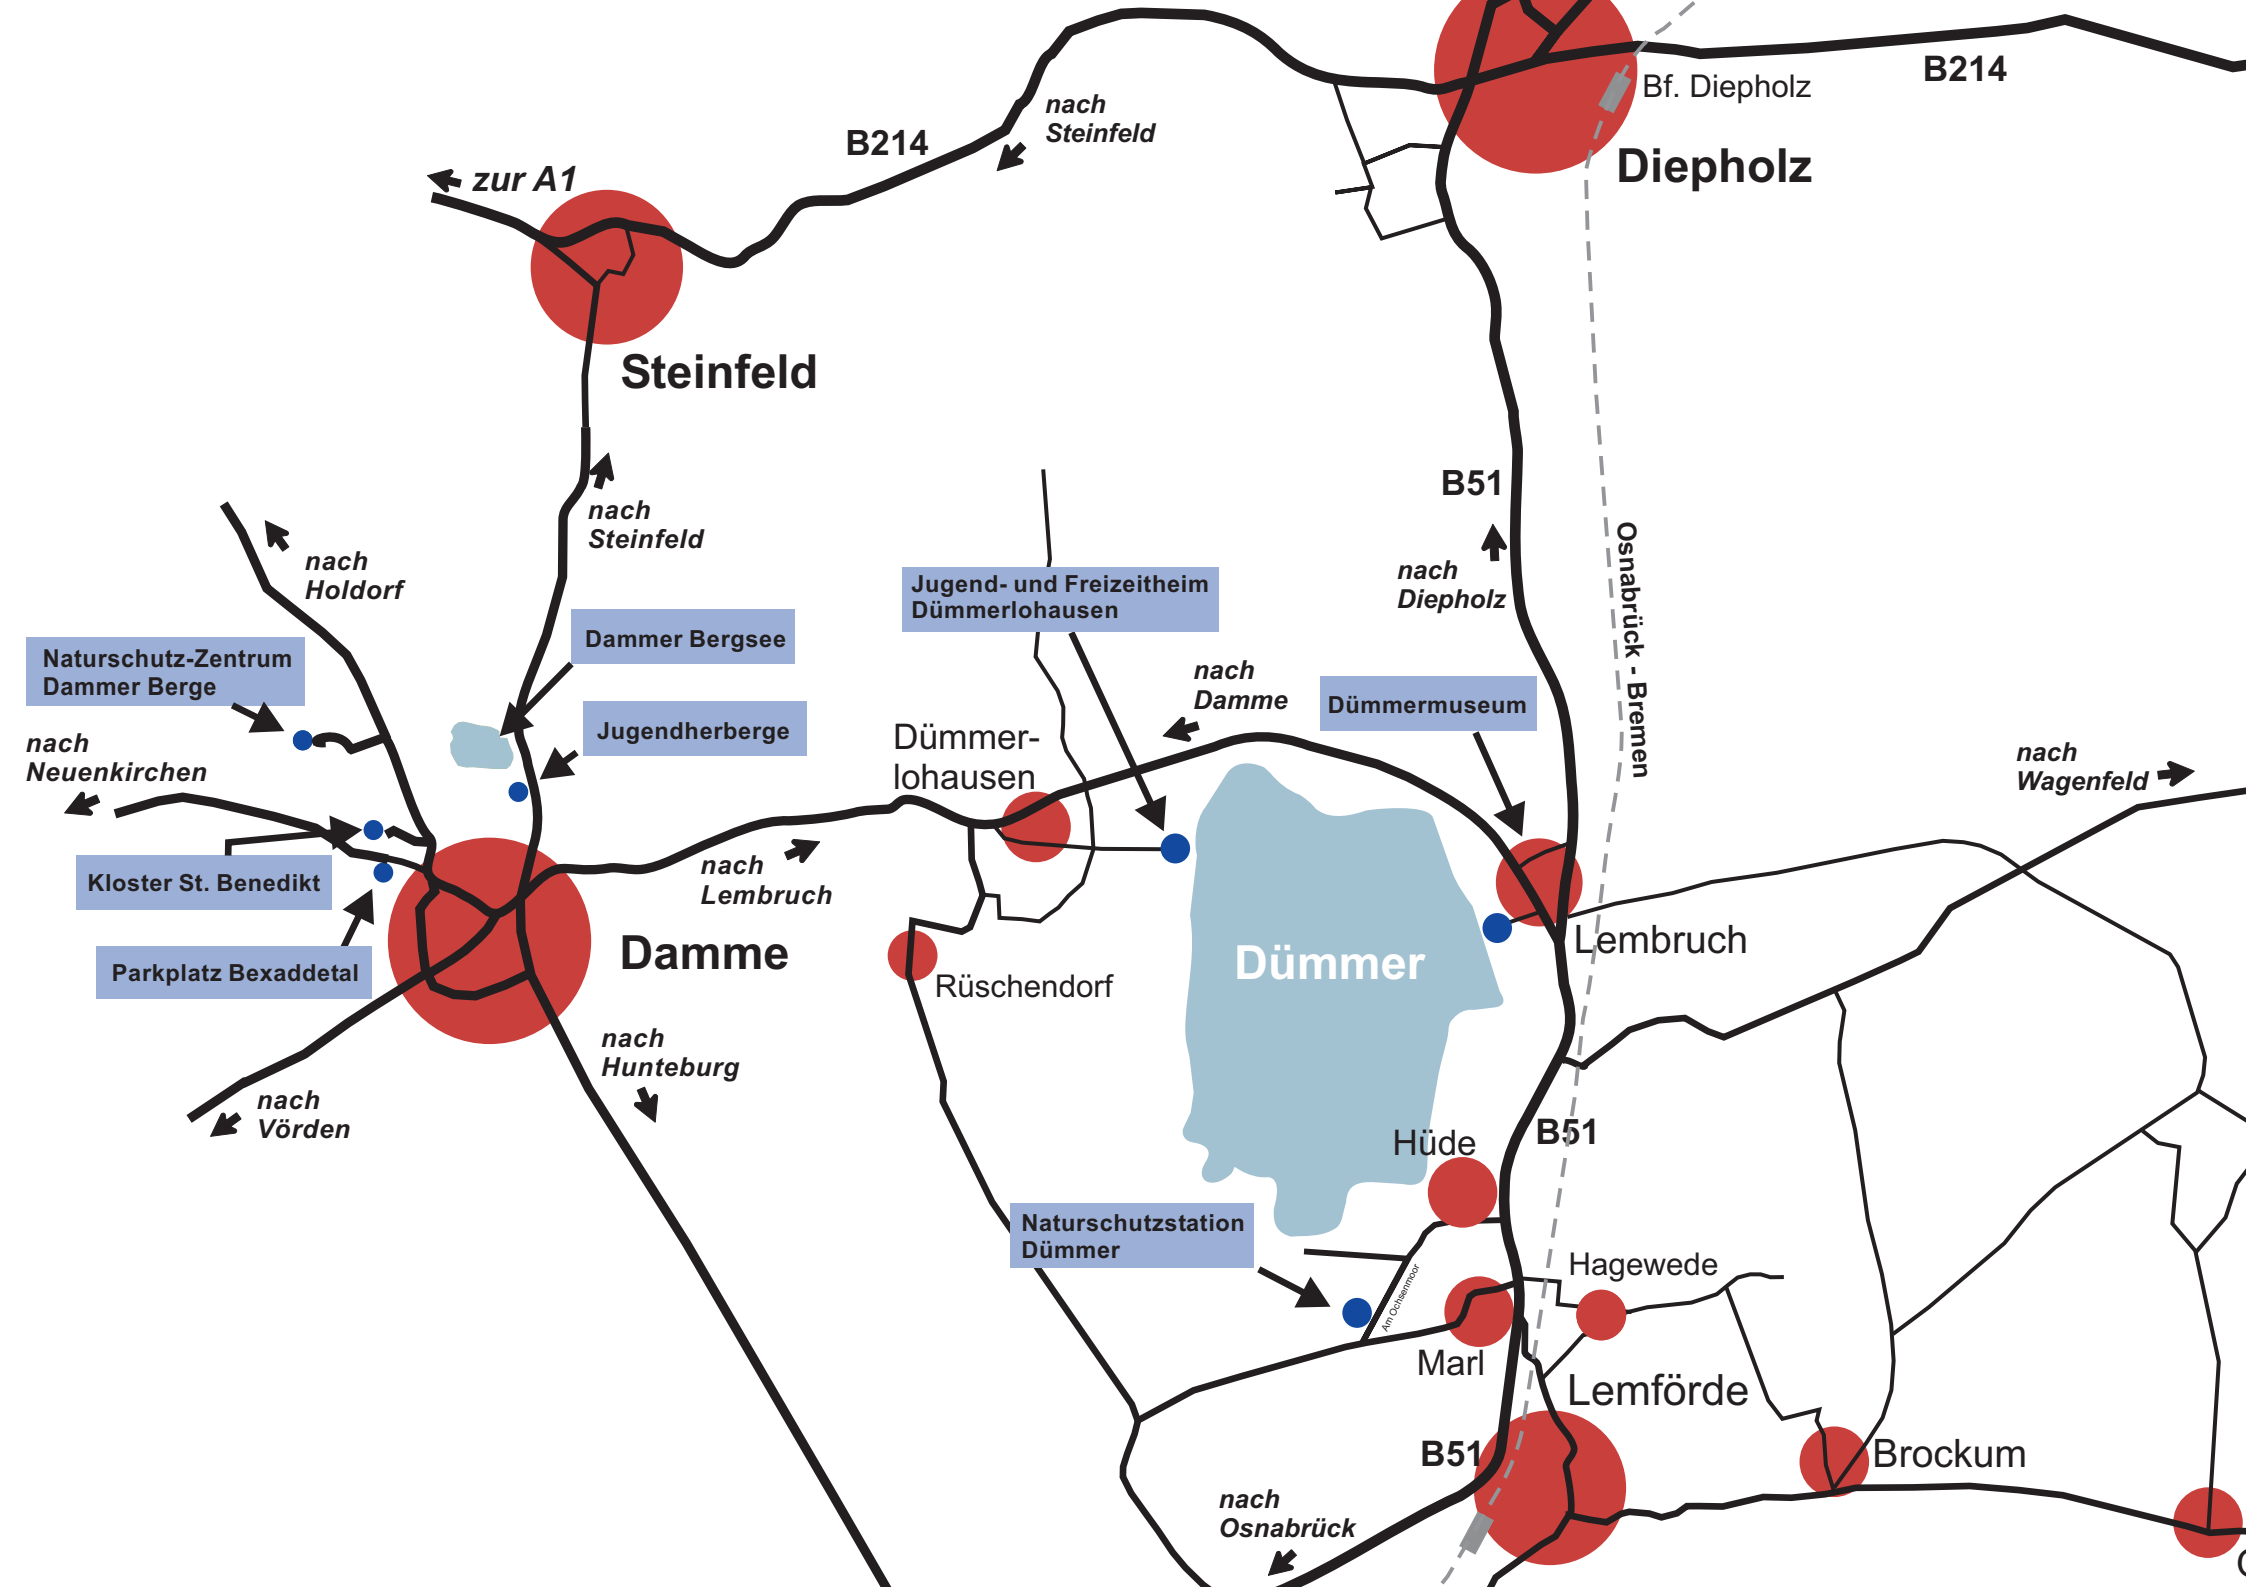 B214
Bf. Diepholz
nach
Steinfeld
B214
Diepholz
zur A1
Steinfeld
B51
nach
Steinfeld
nach
Holdorf
Jugend- und Freizeitheim
Dümmerlohausen
nach
Diepholz
Osnabrück - Bremen
Dammer Bergsee
Naturschutz-Zentrum
Dammer Berge
nach
Damme
Dümmermuseum
Jugendherberge
nach
Neuenkirchen
Dümmer-
lohausen
nach
Wagenfeld
nach
Lembruch
Kloster St. Benedikt
Lembruch
Damme
Dümmer
Parkplatz Bexaddetal
Rüschendorf
nach
Hunteburg
nach
Vörden
B51
Hüde
Naturschutzstation
Dümmer
Hagewede
Am Ochsenmoor
Marl
Lemförde
B51
Brockum
nach
Osnabrück